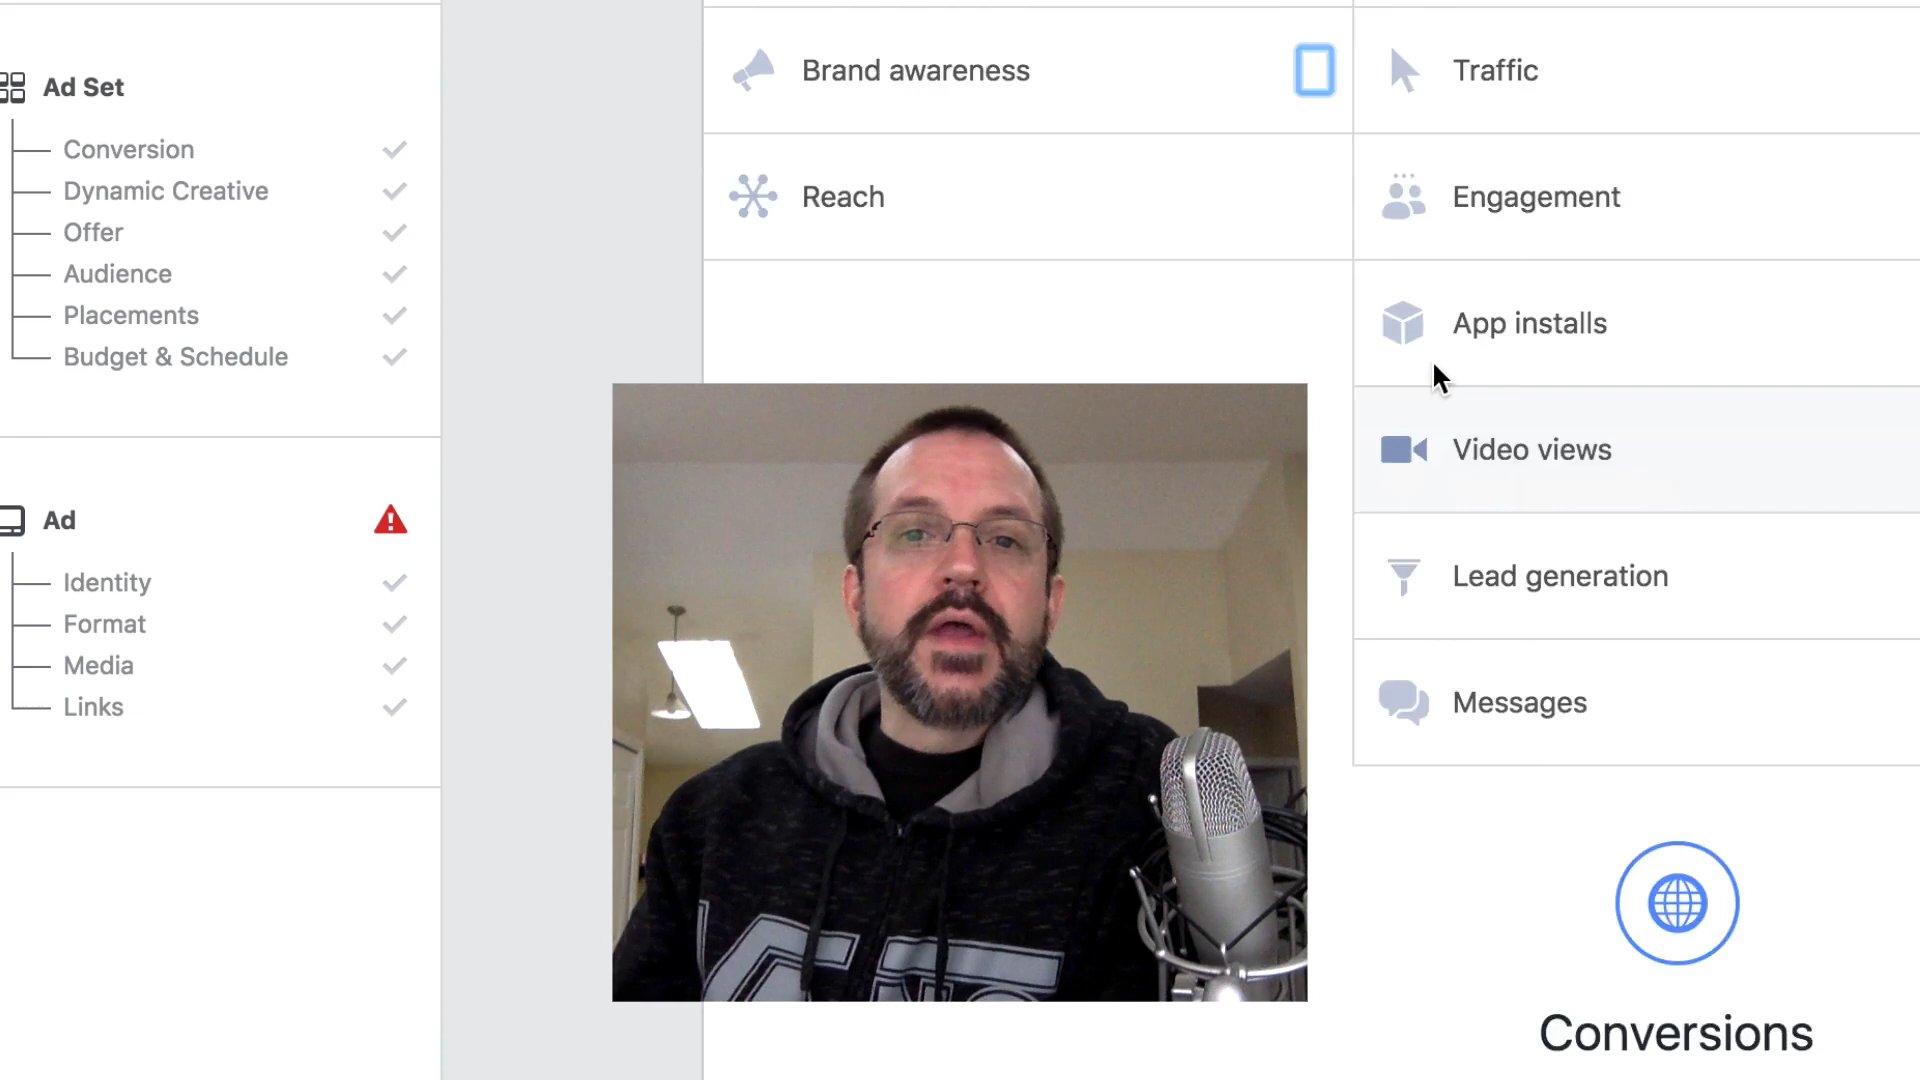 Ad Set
Conversion
Dynamic Creative
Offer
Audience
Placements
Budget & Schedule
Ad
Identity
Format
Media
Links
Brand awareness
Reach
Traffic
Engagement
App installs
Video views
Lead generation
Messages
Conversions